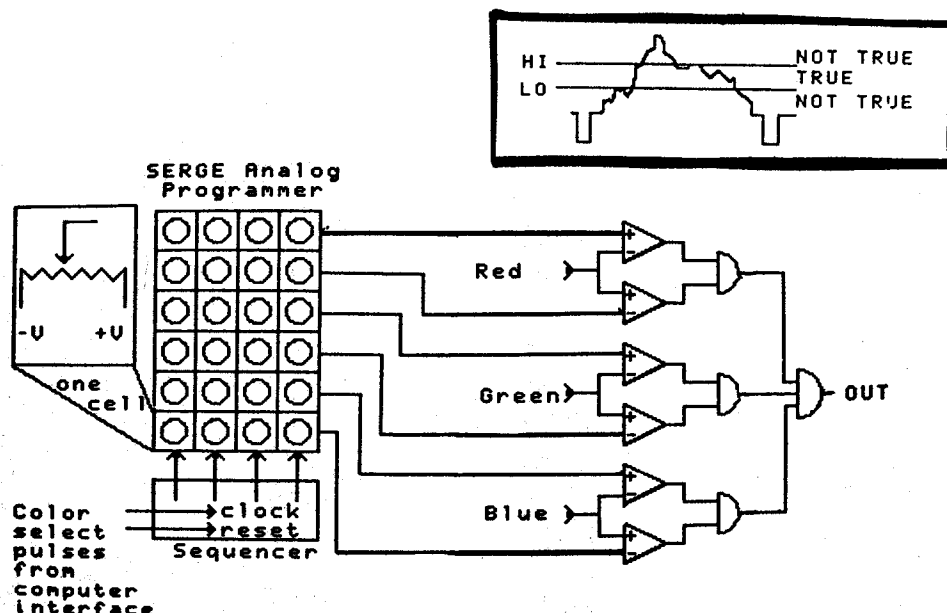 HI NOT TRUE
TRUE
LO NOT TRUE
SERGE Analog
Programmer
-V +V
one
cell
Red
Green
Blue
OUT
clock
reset
Sequencer
Color
select
pulses
from
computer
interface